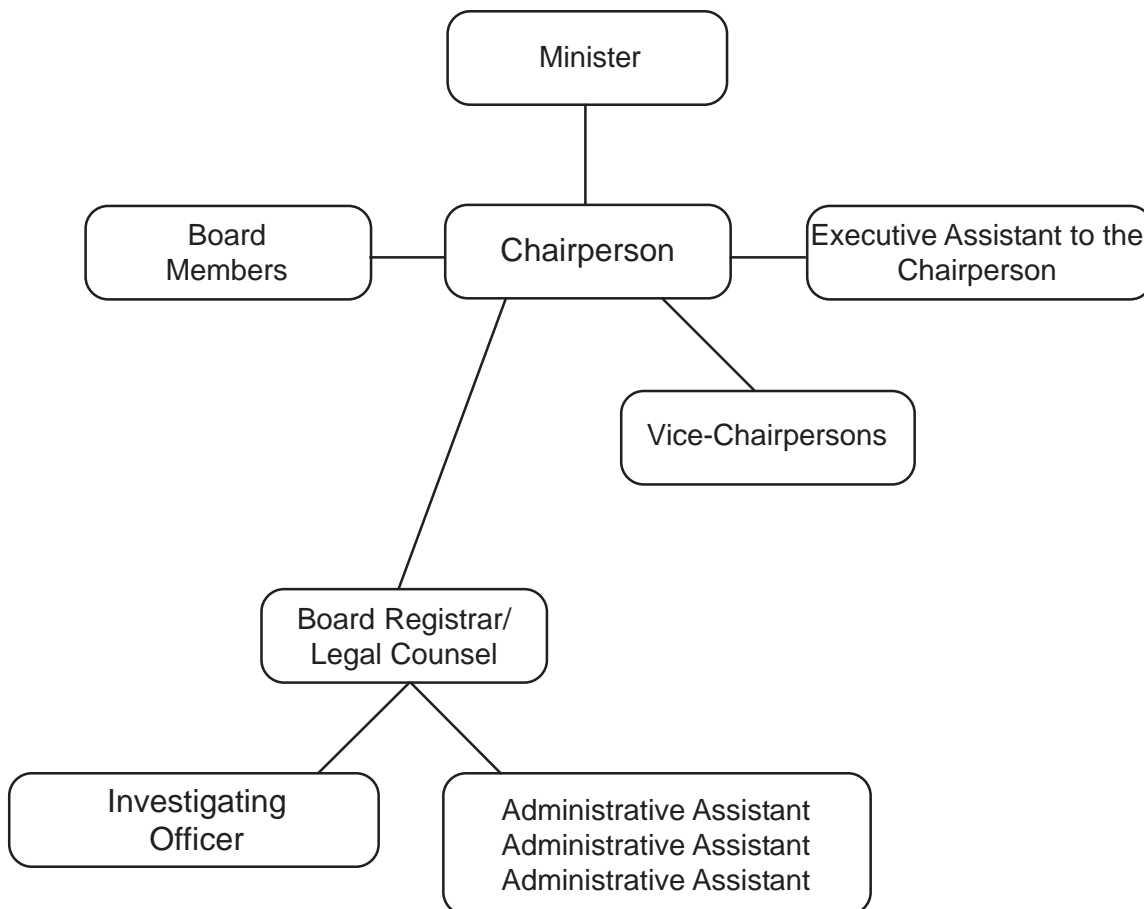 Minister
Board
Members
Chairperson
Executive Assistant to the
Chairperson
Vice-Chairpersons
Board Registrar/
Legal Counsel
Investigating
Officer
Administrative Assistant
Administrative Assistant
Administrative Assistant